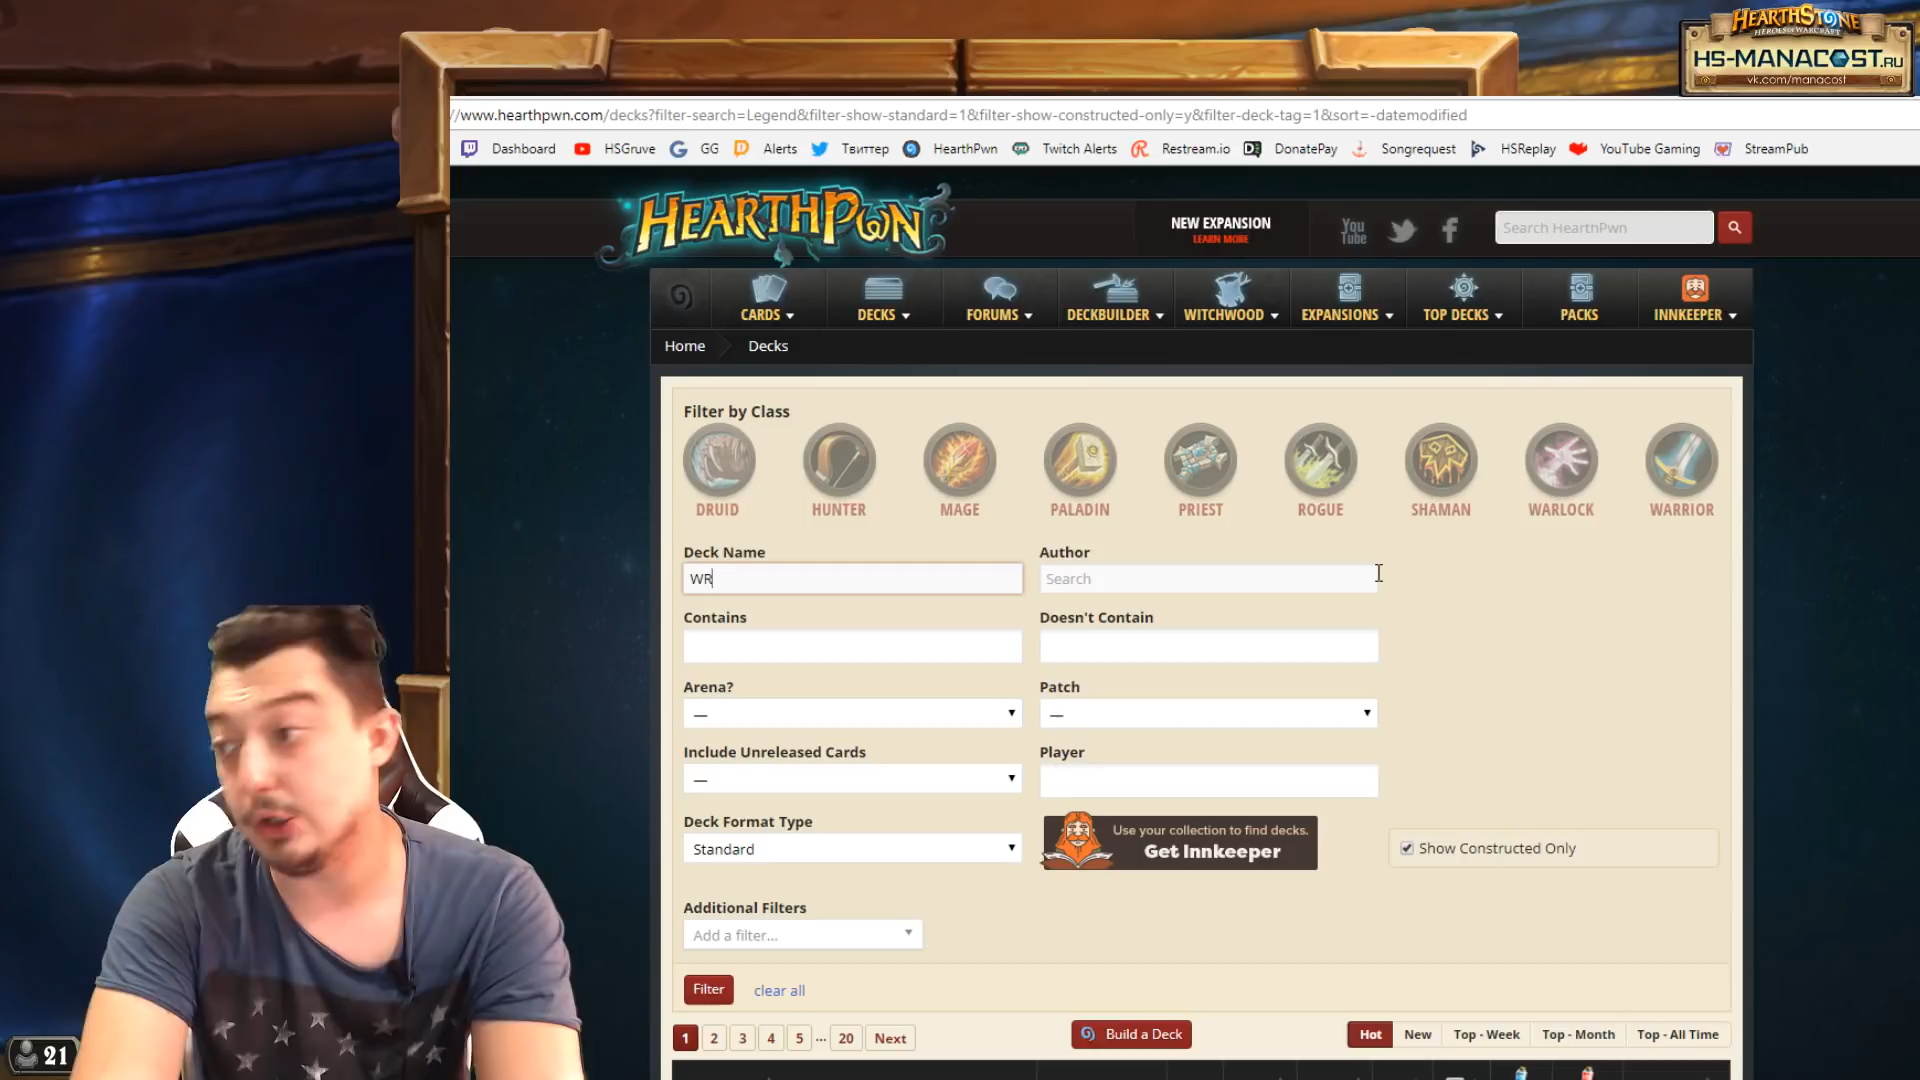 HEARTHSTONE
HEROES OF WARCRAFT
HS-MANACOST.RU
vk.com/manacost
//www.hearthpwn.com/decks?filter-search=Legend&filter-show-standard=1&filter-show-constructed-only=y&filter-deck-tag=1&sort=-datemodified
Dashboard HSGruve GG Alerts Твиттер HearthPwn Twitch Alerts Restream.io DonatePay Songrequest HSReplay YouTube Gaming StreamPub
HEARTHPWN
NEW EXPANSION
LEARN MORE
You Tube
Search HearthPwn
CARDS DECKS FORUMS DECKBUILDER WITCHWOOD EXPANSIONS TOP DECKS PACKS INNKEEPER
Home Decks
Filter by Class
DRUID HUNTER MAGE PALADIN PRIEST ROGUE SHAMAN WARLOCK WARRIOR
Deck Name Author
WR Search
Contains Doesn't Contain
Arena? Patch
— —
Include Unreleased Cards Player
—
Deck Format Type
Standard
Use your collection to find decks.
Get Innkeeper
Show Constructed Only
Additional Filters
Add a filter...
Filter clear all
1 2 3 4 5 ... 20 Next
Build a Deck
Hot New Top - Week Top - Month Top - All Time
21